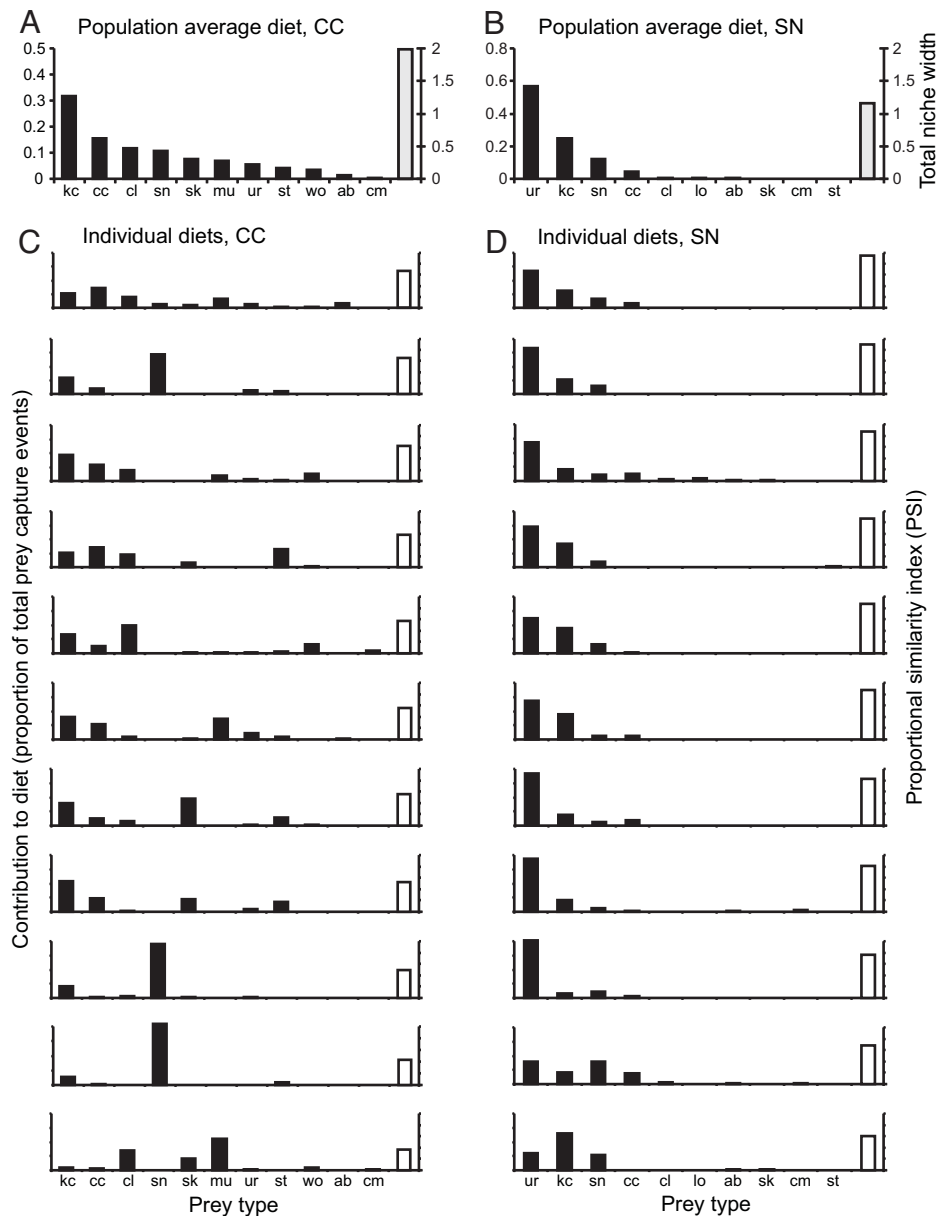 A Population average diet, CC
0.5
0.4
0.3
0.2
0.1
0
2
1.5
1
0.5
0
kc cc cl sn sk mu ur st wo ab cm
B Population average diet, SN
0.8
0.6
0.4
0.2
0
2
1.5
1
0.5
0
ur kc sn cc cl lo ab sk cm st
Total niche width
C Individual diets, CC
D Individual diets, SN
Contribution to diet (proportion of total prey capture events)
Proportional similarity index (PSI)
kc cc cl sn sk mu ur st wo ab cm
Prey type
ur kc sn cc cl lo ab sk cm st
Prey type